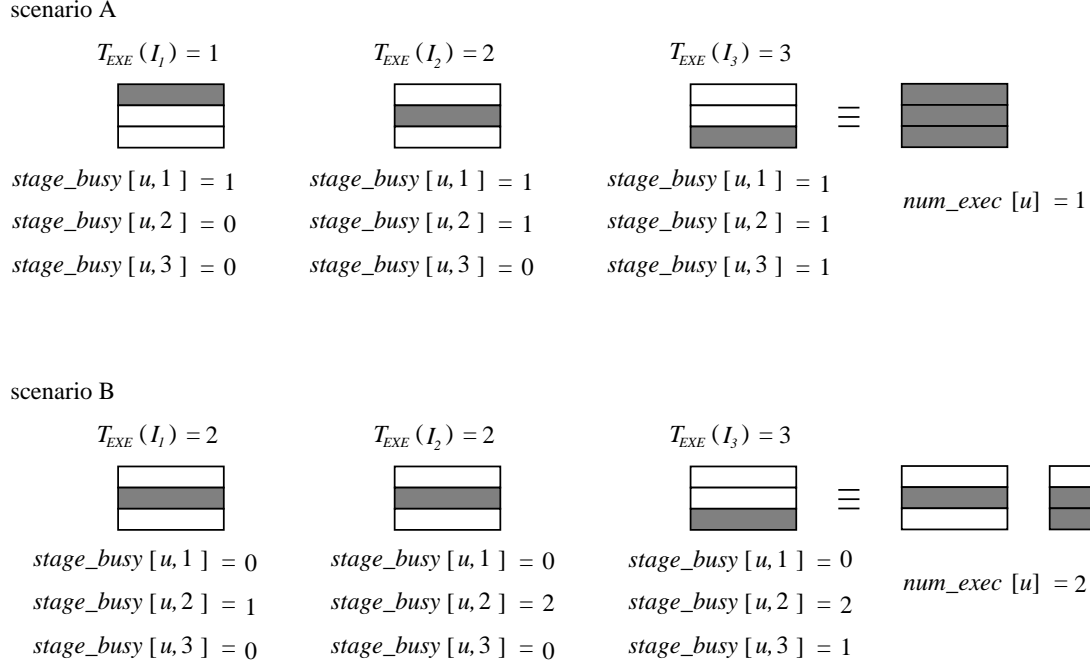 scenario A
T_EXE (I_1) = 1 T_EXE (I_2) = 2 T_EXE (I_3) = 3
≡
stage_busy [u, 1 ] = 1 stage_busy [u, 1 ] = 1 stage_busy [u, 1 ] = 1
num_exec [u] = 1
stage_busy [u, 2 ] = 0 stage_busy [u, 2 ] = 1 stage_busy [u, 2 ] = 1
stage_busy [u, 3 ] = 0 stage_busy [u, 3 ] = 0 stage_busy [u, 3 ] = 1
scenario B
T_EXE (I_1) = 2 T_EXE (I_2) = 2 T_EXE (I_3) = 3
≡
stage_busy [u, 1 ] = 0 stage_busy [u, 1 ] = 0 stage_busy [u, 1 ] = 0
num_exec [u] = 2
stage_busy [u, 2 ] = 1 stage_busy [u, 2 ] = 2 stage_busy [u, 2 ] = 2
stage_busy [u, 3 ] = 0 stage_busy [u, 3 ] = 0 stage_busy [u, 3 ] = 1